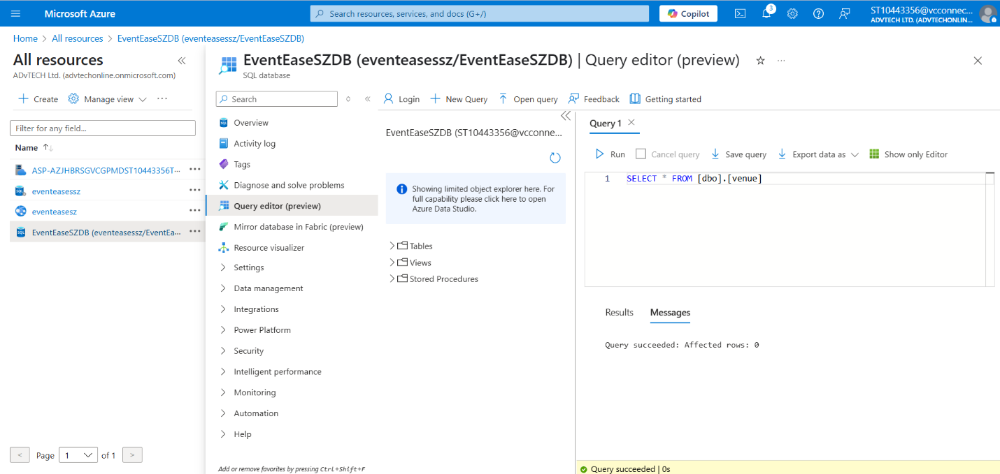 Microsoft Azure
Search resources, services, and docs (G+/)
Copilot
3
ST10443356@vcconnec...
ADVTECH LTD. (ADVTECHONLIN...
Home > All resources > EventEaseSZDB (eventeasessz/EventEaseSZDB)
All resources
ADvTECH Ltd. (advtechonline.onmicrosoft.com)
Create
Manage view
Filter for any field...
Name
ASP-AZJHBRSGVCGPMDST10443356T...
eventeasessz
eventeasesz
EventEaseSZDB (eventeasessz/EventEa...
< Page 1 of 1 >
EventEaseSZDB (eventeasessz/EventEaseSZDB) | Query editor (preview)
SQL database
Search
Overview
Activity log
Tags
Diagnose and solve problems
Query editor (preview)
Mirror database in Fabric (preview)
Resource visualizer
Settings
Data management
Integrations
Power Platform
Security
Intelligent performance
Monitoring
Automation
Help
Add or remove favorites by pressing Ctrl+Shift+F
Login
New Query
Open query
Feedback
Getting started
EventEaseSZDB (ST10443356@vcconne...
Showing limited object explorer here. For
full capability please click here to open
Azure Data Studio.
Tables
Views
Stored Procedures
Query 1
Run
Cancel query
Save query
Export data as
Show only Editor
1 SELECT * FROM [dbo].[venue]
Results
Messages
Query succeeded: Affected rows: 0
Query succeeded | 0s